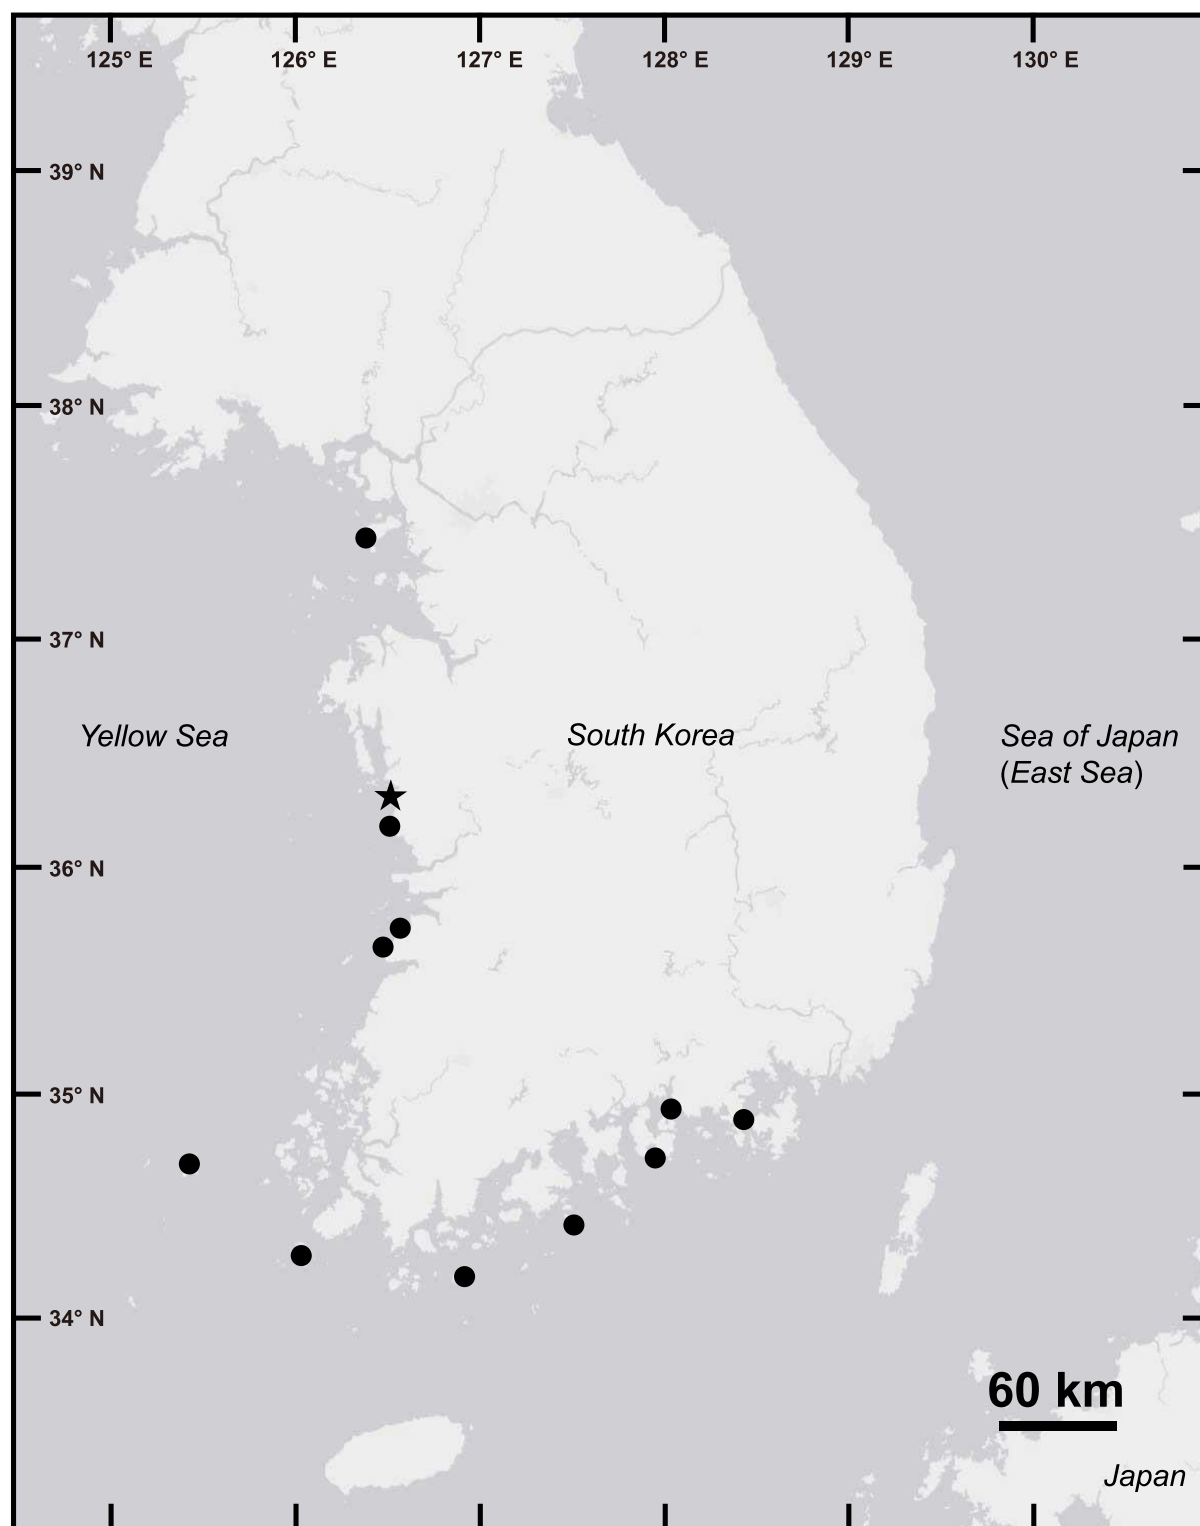 125° E 126° E 127° E 128° E 129° E 130° E
39° N
38° N
37° N
Yellow Sea
South Korea
Sea of Japan
(East Sea)
36° N
35° N
34° N
60 km
Japan